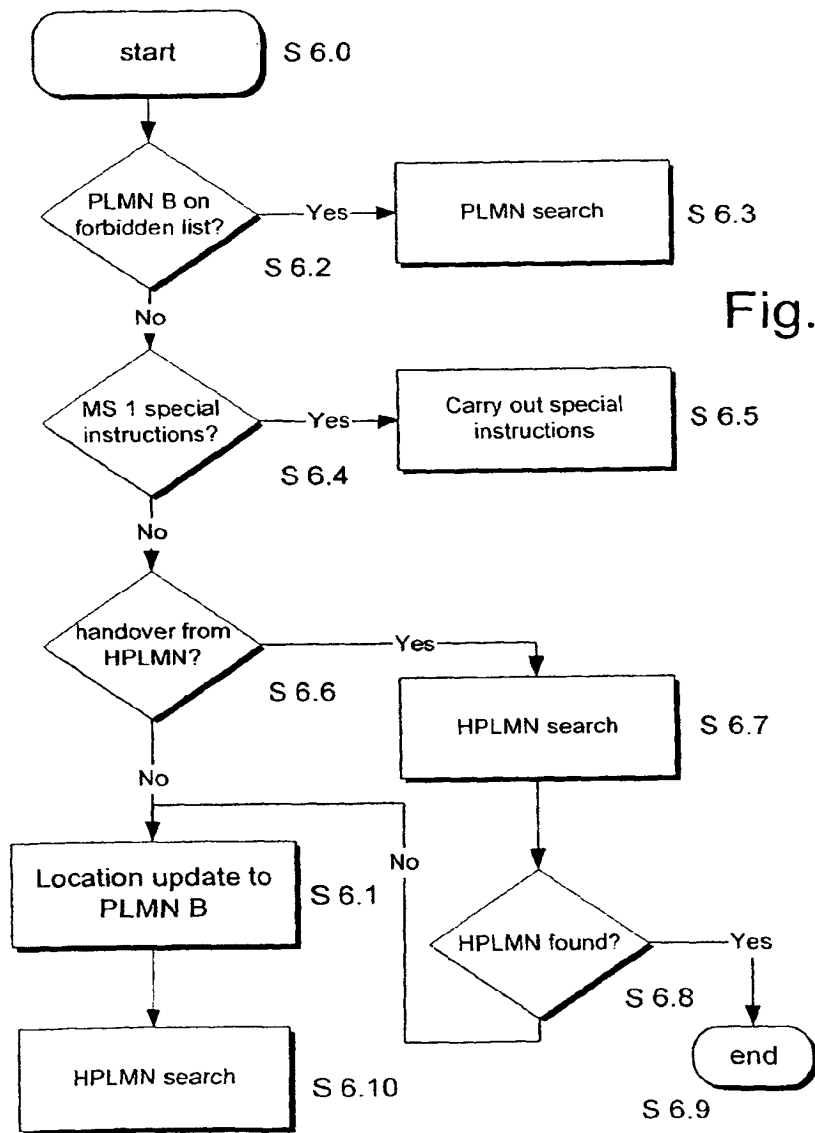 start
S 6.0
PLMN B on
forbidden list?
Yes
PLMN search
S 6.3
S 6.2
Fig.
No
MS 1 special
instructions?
Yes
Carry out special
instructions
S 6.5
S 6.4
No
handover from
HPLMN?
Yes
S 6.6
HPLMN search
S 6.7
No
Location update to
PLMN B
S 6.1
No
HPLMN found?
Yes
S 6.8
HPLMN search
S 6.10
end
S 6.9